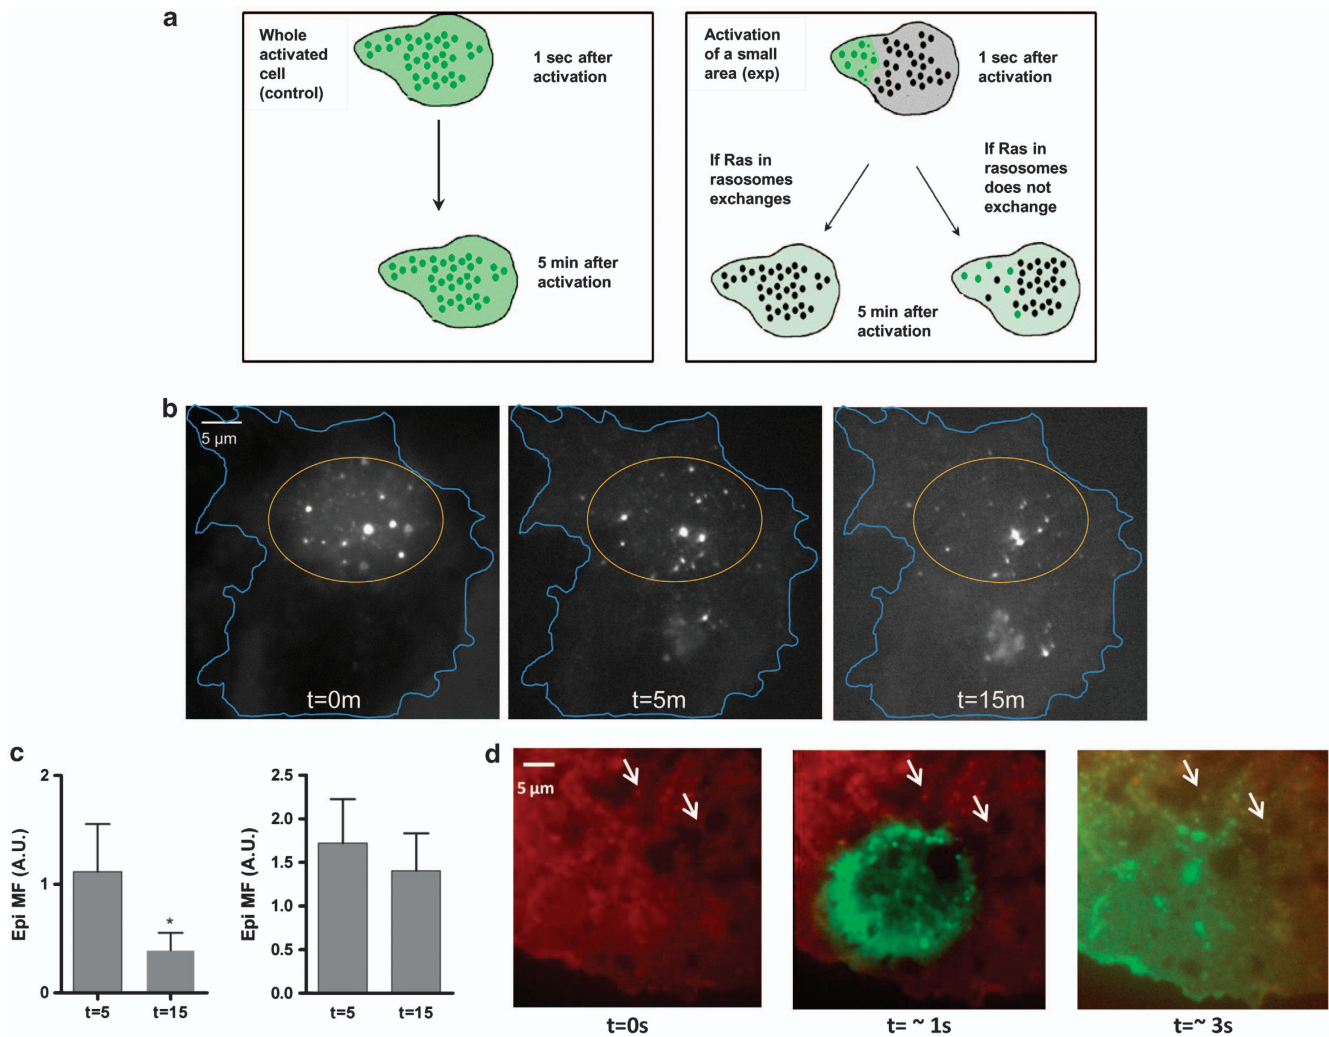 a
Whole
activated
cell
(control)
1 sec after
activation
5 min after
activation
Activation
of a small
area (exp)
1 sec after
activation
If Ras in
rasosomes
exchanges
If Ras in
rasosomes
does not
exchange
5 min after
activation
b
5 µm
t=0m
t=5m
t=15m
c
Epi MF (A.U.)
2
1
0
*
t=5
t=15
Epi MF (A.U.)
2.5
2.0
1.5
1.0
0.5
0.0
t=5
t=15
d
5 µm
t=0s
t= ~ 1s
t=~ 3s